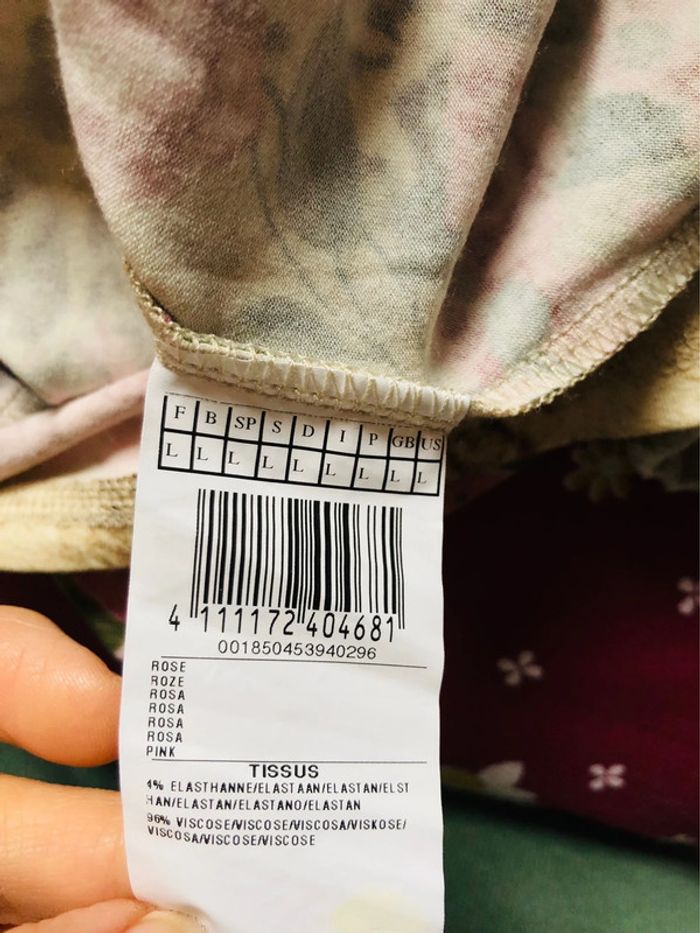 F B SP S D I P GB US
L L L L L L L L L
4 111172 404681
001850453940296
ROSE
ROZE
ROSA
ROSA
ROSA
ROSA
PINK
TISSUS
4% ELASTHANNE/ELASTAAN/ELASTAN/ELST
HAN/ELASTAN/ELASTANO/ELASTAN
96% VISCOSE/VISCOSE/VISCOSA/VISKOSE/
VISCOSA/VISCOSE/VISCOSE